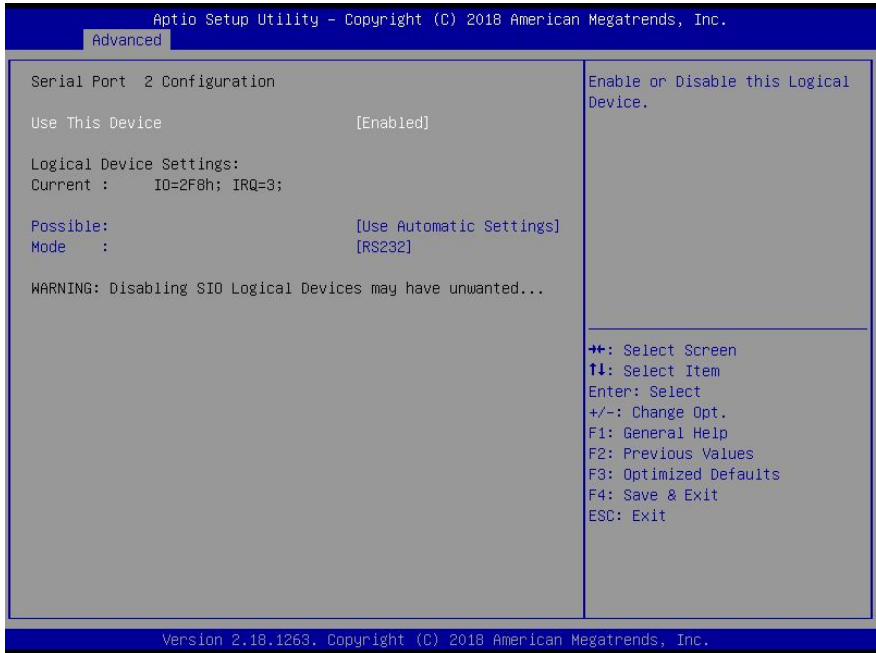 Aptio Setup Utility – Copyright (C) 2018 American Megatrends, Inc.
Advanced
Serial Port 2 Configuration
Use This Device [Enabled]
Logical Device Settings:
Current : IO=2F8h; IRQ=3;
Possible: [Use Automatic Settings]
Mode : [RS232]
WARNING: Disabling SIO Logical Devices may have unwanted...
Enable or Disable this Logical
Device.
→←: Select Screen
↑↓: Select Item
Enter: Select
+/-: Change Opt.
F1: General Help
F2: Previous Values
F3: Optimized Defaults
F4: Save & Exit
ESC: Exit
Version 2.18.1263. Copyright (C) 2018 American Megatrends, Inc.